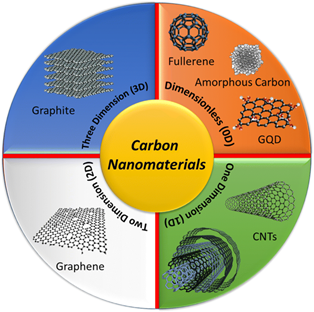 Fullerene
Amorphous Carbon
GQD
Dimensionless (0D)
Graphite
Three Dimension (3D)
Carbon
Nanomaterials
One Dimension (1D)
CNTs
Two Dimension (2D)
Graphene